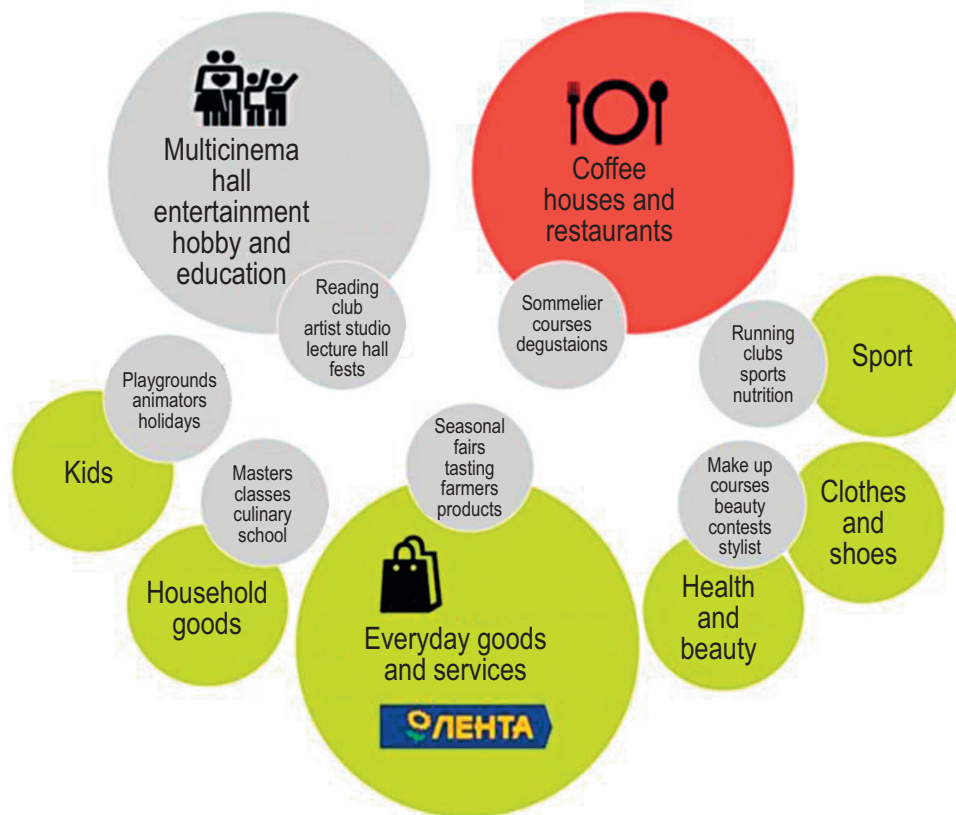 Multicinema
hall
entertainment
hobby and
education
Coffee
houses and
restaurants
Reading
club
artist studio
lecture hall
fests
Sommelier
courses
degustaions
Running
clubs
sports
nutrition
Sport
Playgrounds
animators
holidays
Kids
Masters
classes
culinary
school
Household
goods
Seasonal
fairs
tasting
farmers
products
Everyday goods
and services
ЛЕНТА
Make up
courses
beauty
contests
stylist
Clothes
and
shoes
Health
and
beauty